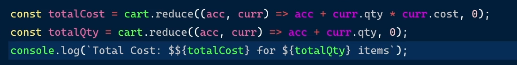 const totalCost = cart.reduce((acc, curr) => acc + curr.qty * curr.cost, 0);
const totalQty = cart.reduce((acc, curr) => acc + curr.qty, 0);
console.log(`Total Cost: $${totalCost} for ${totalQty} items`);